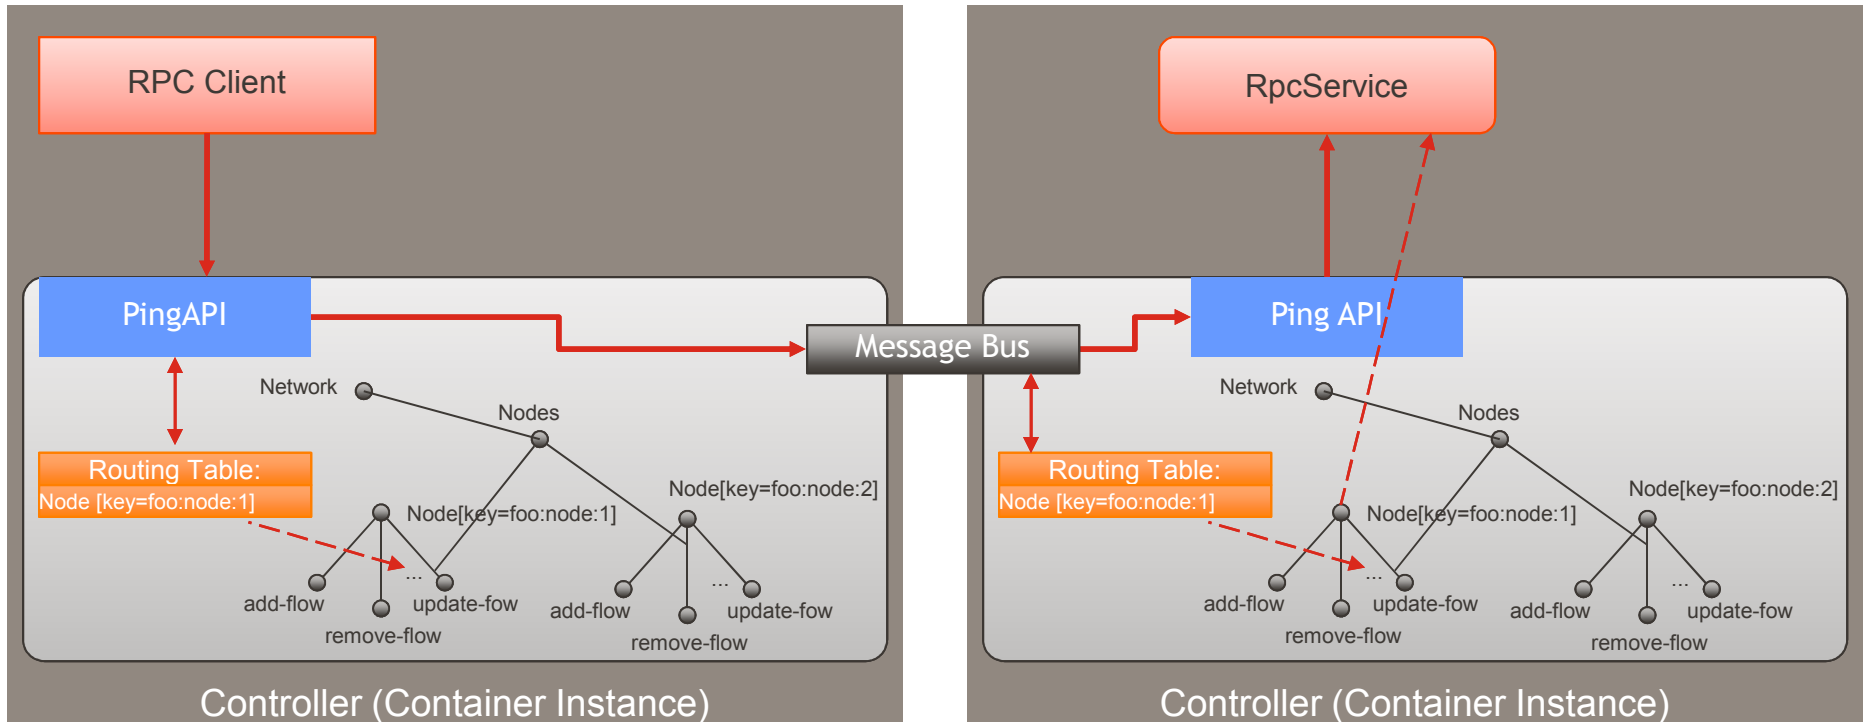 RPC Client
PingAPI
Network
Nodes
Routing Table:
Node [key=foo:node:1]
Node[key=foo:node:1]
Node[key=foo:node:2]
...
add-flow
update-fow
remove-flow
...
add-flow
update-fow
remove-flow
Controller (Container Instance)
Message Bus
RpcService
Ping API
Network
Nodes
Routing Table:
Node [key=foo:node:1]
Node[key=foo:node:1]
Node[key=foo:node:2]
...
add-flow
update-fow
remove-flow
...
add-flow
update-fow
remove-flow
Controller (Container Instance)